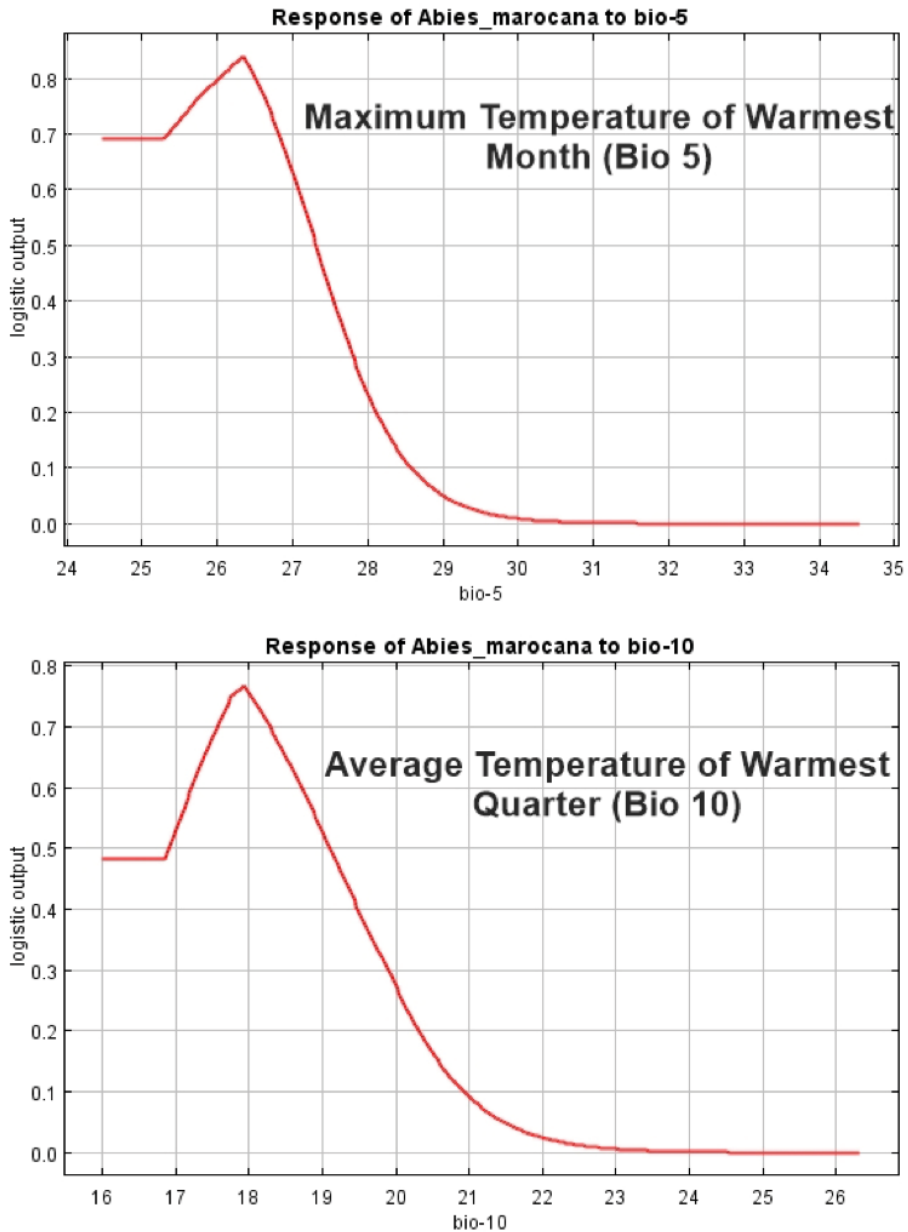 Response of Abies_marocana to bio-5
0.8
0.7
0.6
0.5
0.4
0.3
0.2
0.1
0.0
logistic output
Maximum Temperature of Warmest
Month (Bio 5)
24 25 26 27 28 29 30 31 32 33 34 35
bio-5
Response of Abies_marocana to bio-10
0.8
0.7
0.6
0.5
0.4
0.3
0.2
0.1
0.0
logistic output
Average Temperature of Warmest
Quarter (Bio 10)
16 17 18 19 20 21 22 23 24 25 26
bio-10